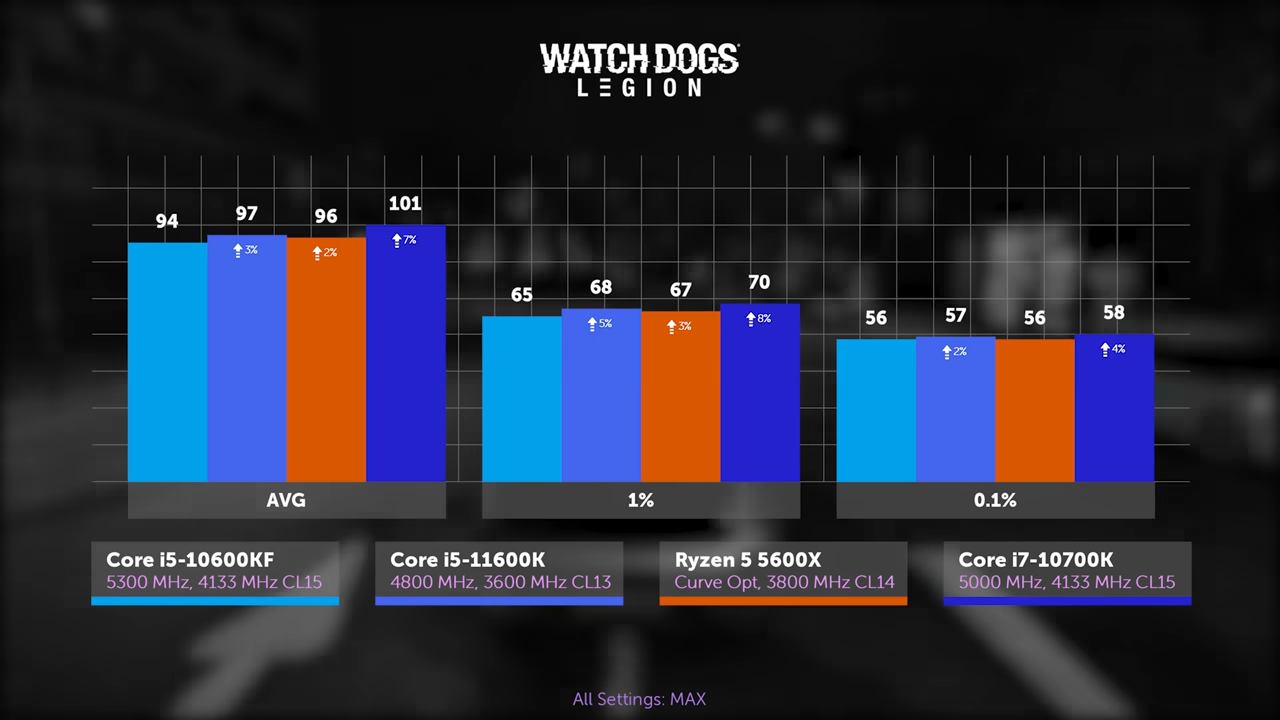 WATCH DOGS
LEGION
94
97
96
101
3%
2%
7%
65
68
67
70
5%
3%
8%
56
57
56
58
2%
4%
AVG
1%
0.1%
Core i5-10600KF
5300 MHz, 4133 MHz CL15
Core i5-11600K
4800 MHz, 3600 MHz CL13
Ryzen 5 5600X
Curve Opt, 3800 MHz CL14
Core i7-10700K
5000 MHz, 4133 MHz CL15
All Settings: MAX